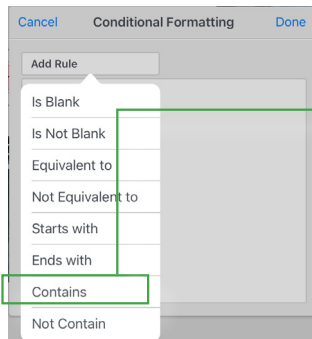 Cancel Conditional Formatting Done
Add Rule
Is Blank
Is Not Blank
Equivalent to
Not Equivalent to
Starts with
Ends with
Contains
Not Contain